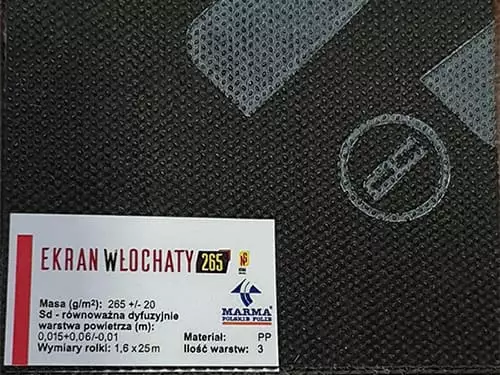 EKRAN WŁOCHATY 265
Masa (g/m²): 265 +/- 20
Sd - równoważna dyfuzyjnie
warstwa powietrza (m):
0,015+0,06/-0,01
Wymiary rolki: 1,6 x 25 m
MARMA
POLSKIE FOLIE
Materiał: PP
Ilość warstw: 3